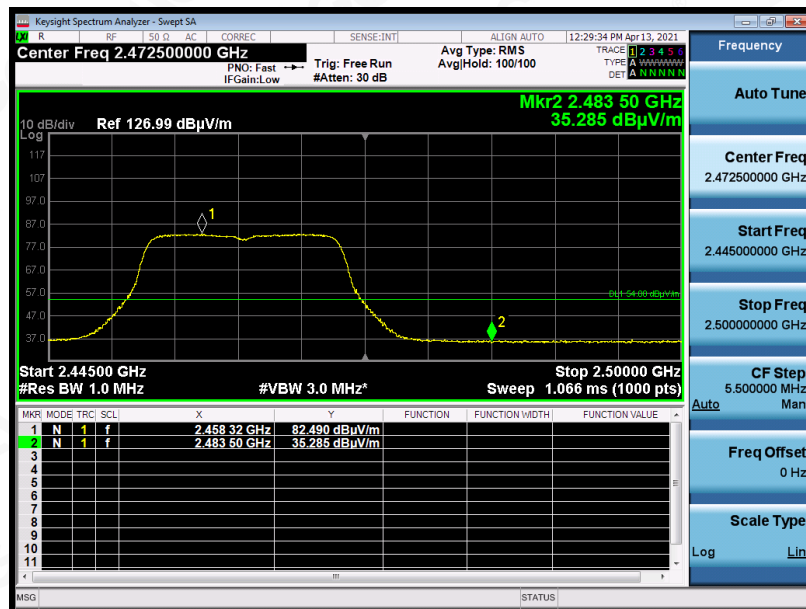 Keysight Spectrum Analyzer - Swept SA
LXI R RF 50 Ω AC CORREC SENSE:INT ALIGN AUTO 12:29:34 PM Apr 13, 2021
Center Freq 2.472500000 GHz
PNO: Fast
IFGain:Low
Trig: Free Run
#Atten: 30 dB
Avg Type: RMS
Avg|Hold: 100/100
TRACE 1 2 3 4 5 6
TYPE A WWWWW
DET A N N N N N
Frequency
Mkr2 2.483 50 GHz
35.285 dBµV/m
10 dB/div Ref 126.99 dBµV/m
Log
117
107
97.0
87.0
77.0
67.0
57.0
47.0
37.0
1
2
DL1 54.00 dBµV/m
Start 2.44500 GHz Stop 2.50000 GHz
#Res BW 1.0 MHz #VBW 3.0 MHz* Sweep 1.066 ms (1000 pts)
MKR MODE TRC SCL X Y FUNCTION FUNCTION WIDTH FUNCTION VALUE
1 N 1 f 2.458 32 GHz 82.490 dBµV/m
2 N 1 f 2.483 50 GHz 35.285 dBµV/m
3
4
5
6
7
8
9
10
11
MSG STATUS
Auto Tune
Center Freq
2.472500000 GHz
Start Freq
2.445000000 GHz
Stop Freq
2.500000000 GHz
CF Step
5.500000 MHz
Auto Man
Freq Offset
0 Hz
Scale Type
Log Lin